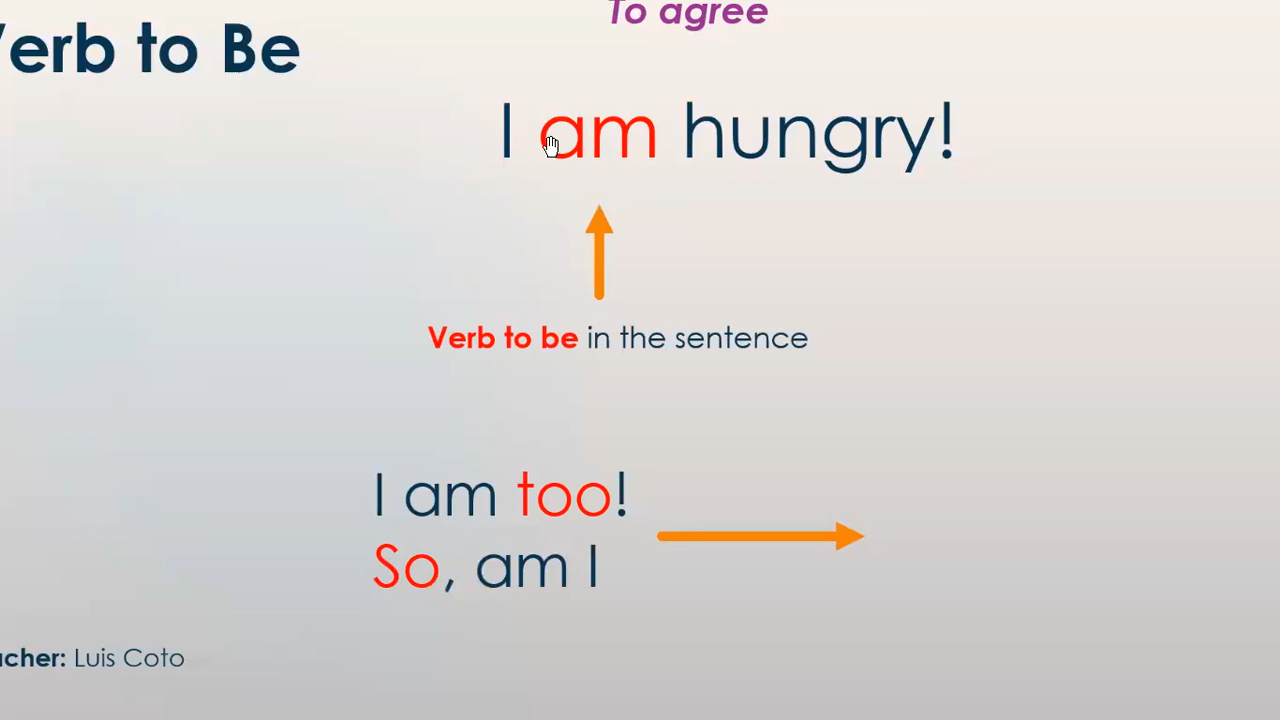 To agree
Verb to Be
I am hungry!
Verb to be in the sentence
I am too!
So, am I
acher: Luis Coto